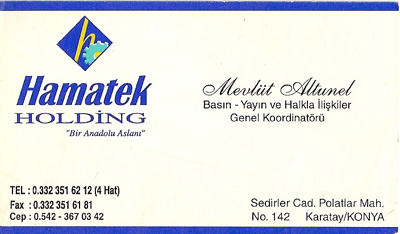 h
Hamatek
HOLDING
"Bir Anadolu Aslanı"
Mevlüt Altunel
Basın - Yayın ve Halkla İlişkiler
Genel Koordinatörü
TEL : 0.332 351 62 12 (4 Hat)
Fax : 0.332 351 61 81
Cep : 0.542 - 367 03 42
Sedirler Cad. Polatlar Mah.
No. 142 Karatay/KONYA